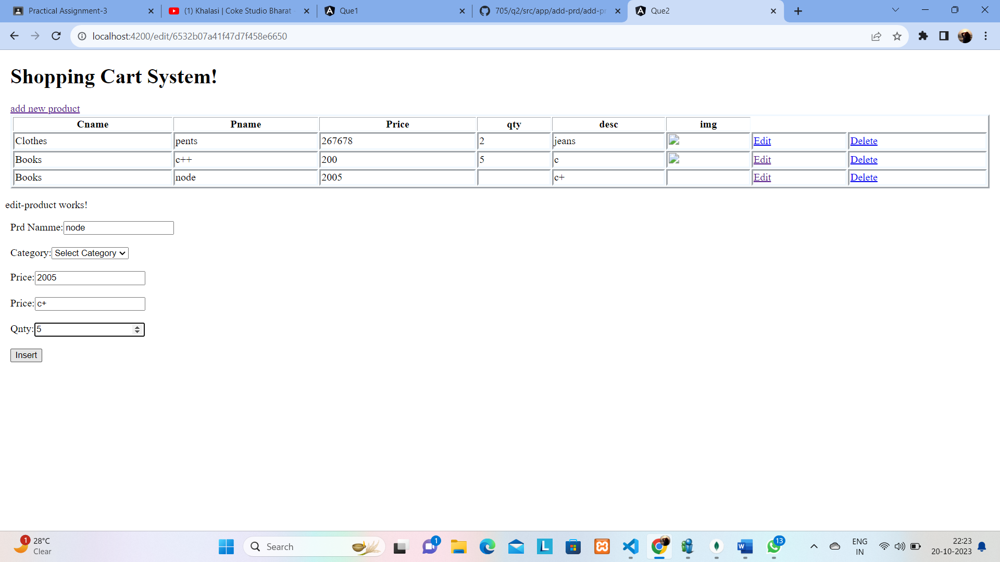 Practical Assignment-3
(1) Khalasi | Coke Studio Bharat -
Que1
705/q2/src/app/add-prd/add-pr
Que2
localhost:4200/edit/6532b07a41f47d7f458e6650
Shopping Cart System!
add new product
Cname Pname Price qty desc img
Clothes pents 267678 2 jeans Edit Delete
Books c++ 200 5 c Edit Delete
Books node 2005 c+ Edit Delete
edit-product works!
Prd Namme: node
Category: Select Category
Price: 2005
Price: c+
Qnty: 5
Insert
1
28°C
Clear
Search
1
L
W
13
ENG
IN
22:23
20-10-2023